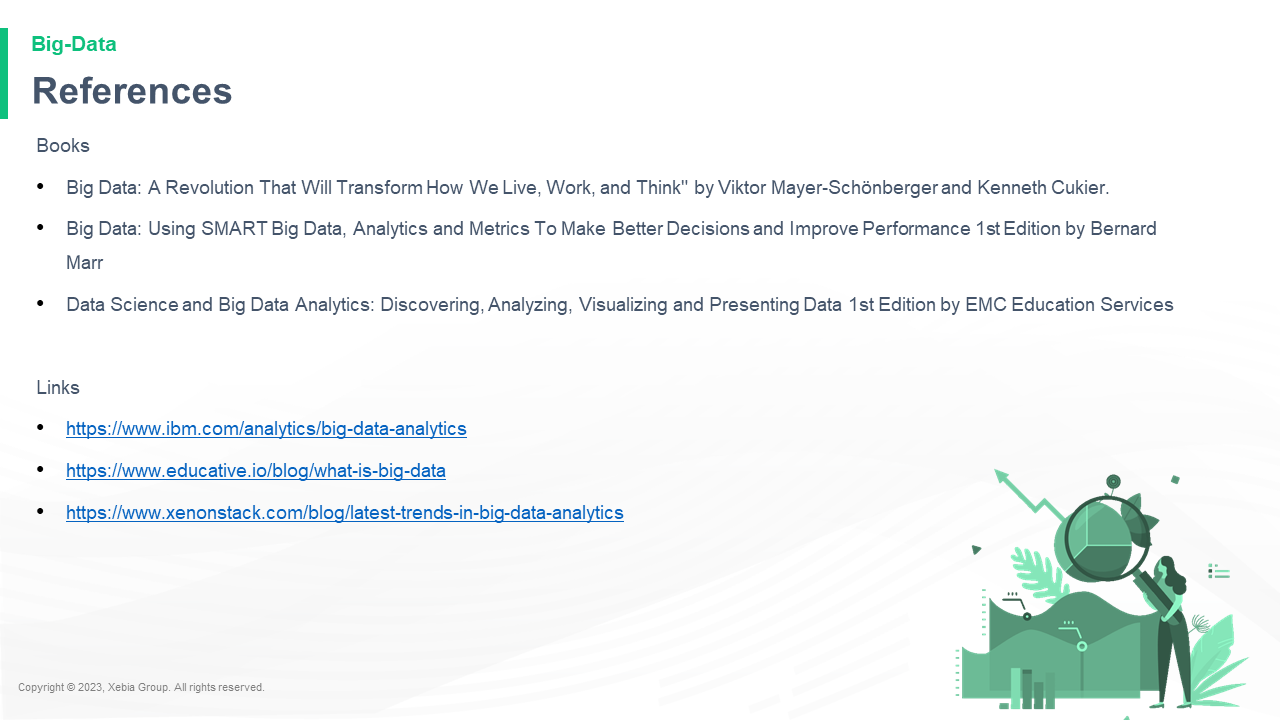 Big-Data
References
Books
• Big Data: A Revolution That Will Transform How We Live, Work, and Think" by Viktor Mayer-Schönberger and Kenneth Cukier.
• Big Data: Using SMART Big Data, Analytics and Metrics To Make Better Decisions and Improve Performance 1st Edition by Bernard
Marr
• Data Science and Big Data Analytics: Discovering, Analyzing, Visualizing and Presenting Data 1st Edition by EMC Education Services
Links
• https://www.ibm.com/analytics/big-data-analytics
• https://www.educative.io/blog/what-is-big-data
• https://www.xenonstack.com/blog/latest-trends-in-big-data-analytics
Copyright © 2023, Xebia Group. All rights reserved.